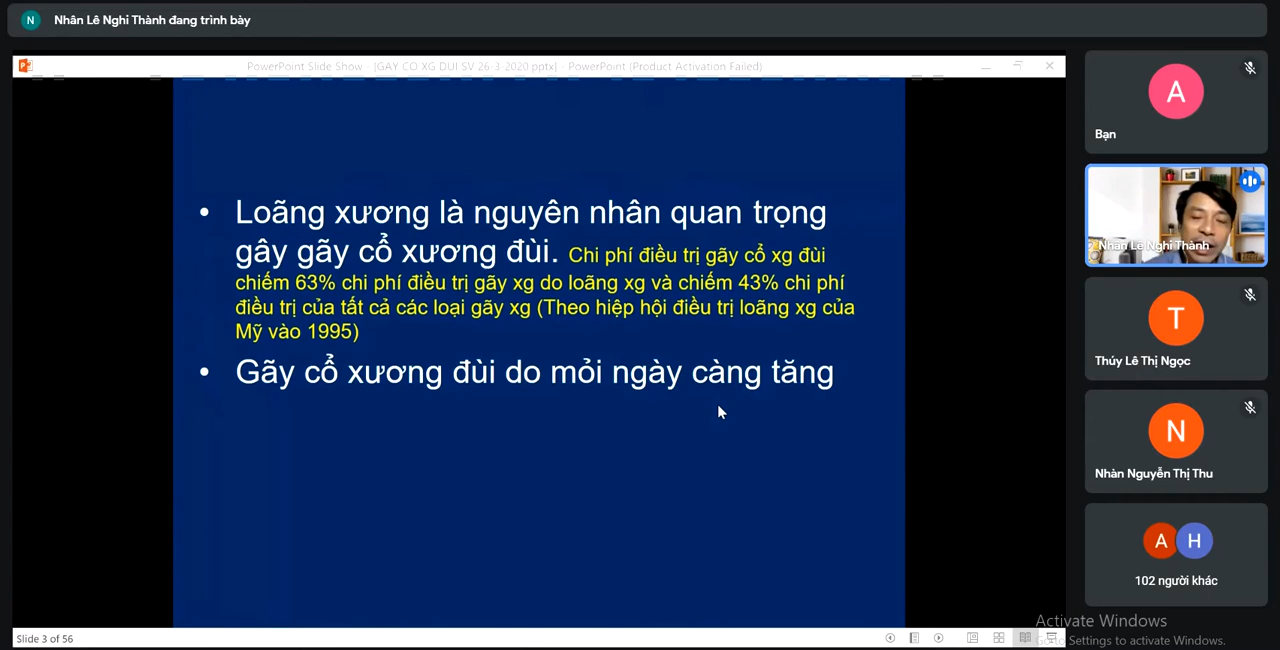 N
Nhân Lê Nghi Thành đang trình bày
PowerPoint Slide Show - [GAY CO XG DUI SV 26-3-2020.pptx] - PowerPoint (Product Activation Failed)
• Loãng xương là nguyên nhân quan trọng
gây gãy cổ xương đùi. Chi phí điều trị gãy cổ xg đùi
chiếm 63% chi phí điều trị gãy xg do loãng xg và chiếm 43% chi phí
điều trị của tất cả các loại gãy xg (Theo hiệp hội điều trị loãng xg của
Mỹ vào 1995)
• Gãy cổ xương đùi do mỏi ngày càng tăng
Slide 3 of 56
A
Bạn
Nhân Lê Nghi Thành
T
Thúy Lê Thị Ngọc
N
Nhàn Nguyễn Thị Thu
A H
102 người khác
Activate Windows
Go to Settings to activate Windows.